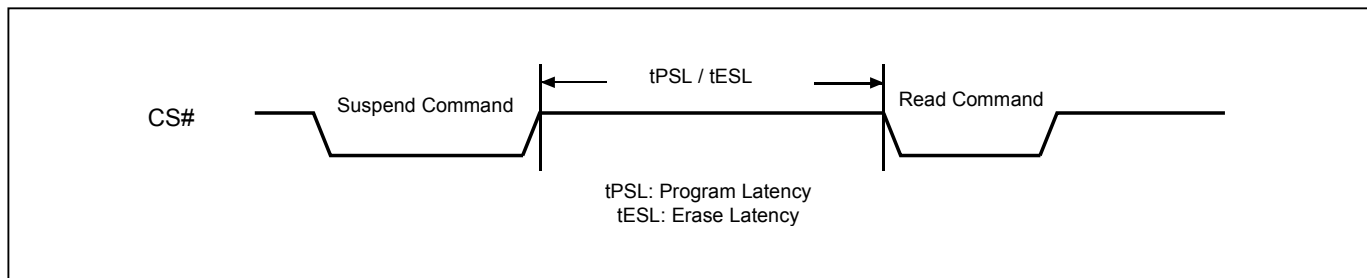 tPSL / tESL
Suspend Command
Read Command
CS#
tPSL: Program Latency
tESL: Erase Latency